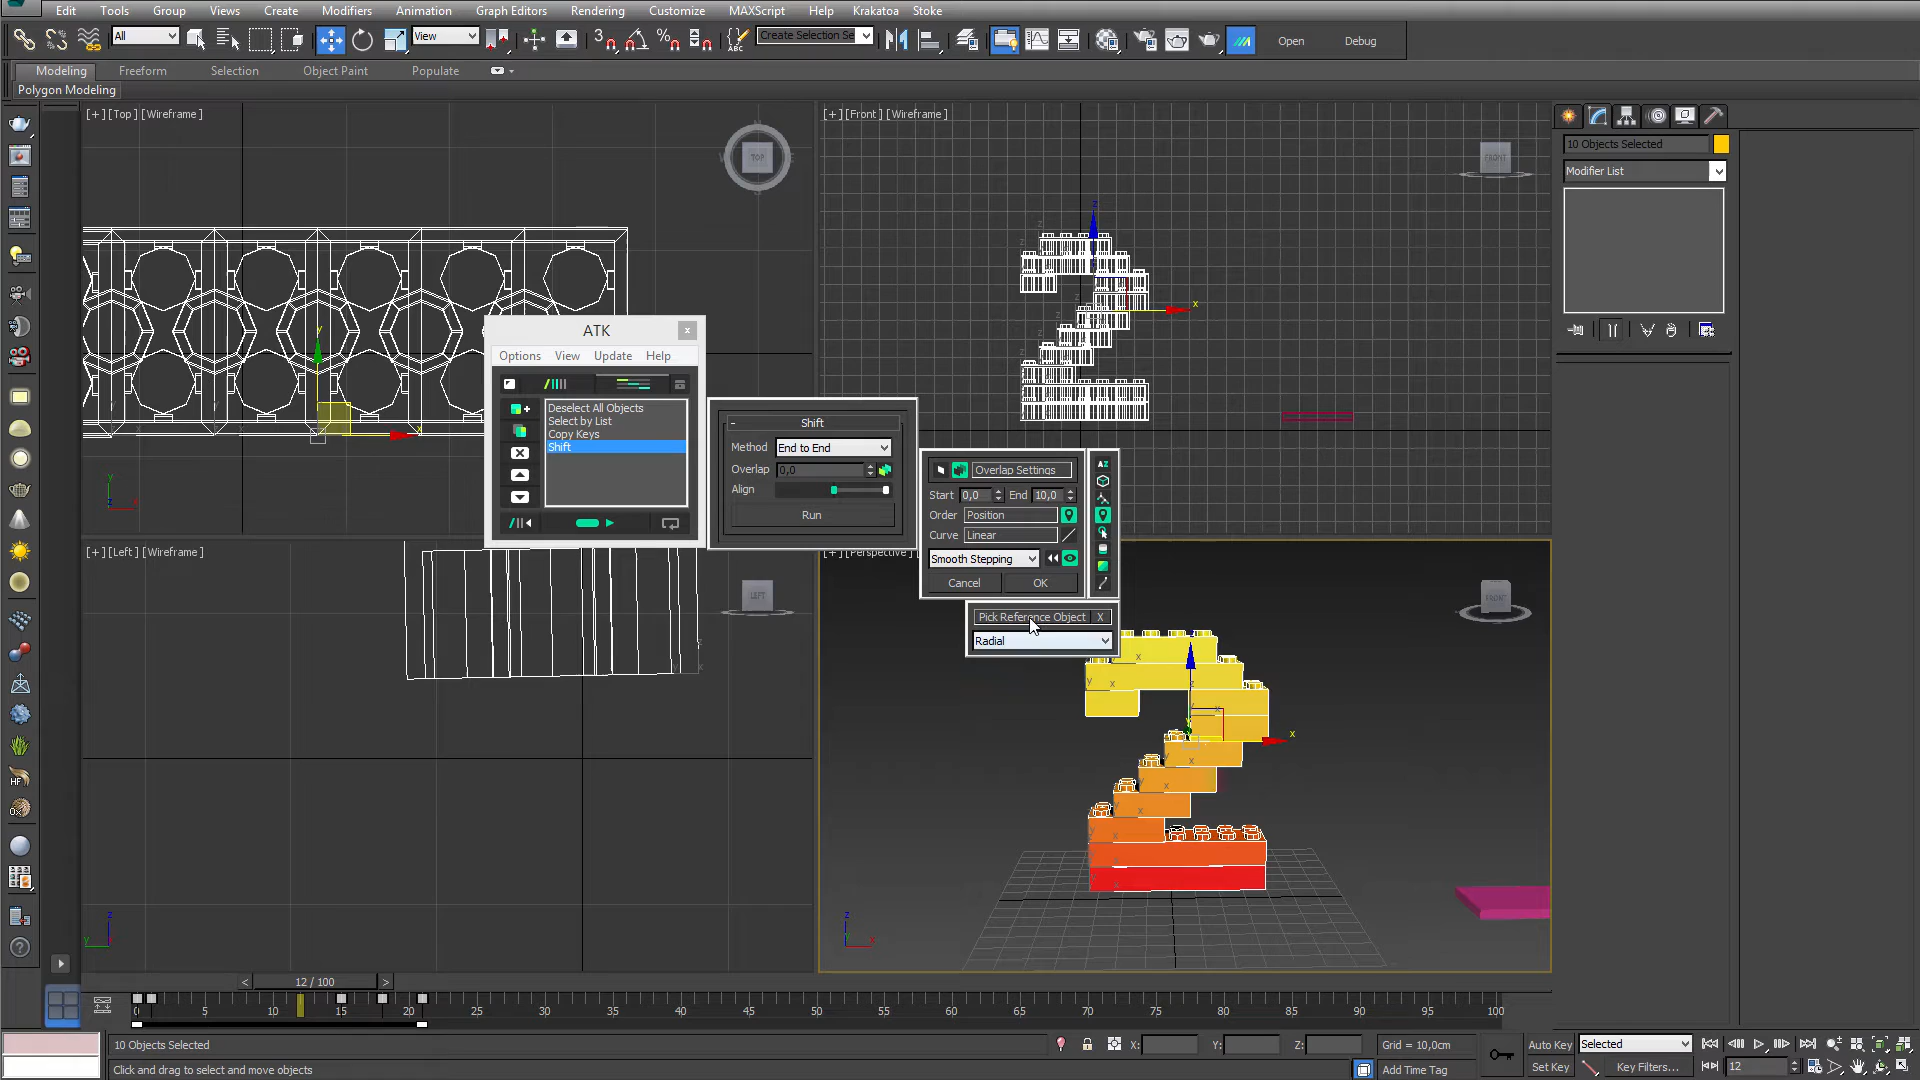 Edit Tools Group Views Create Modifiers Animation Graph Editors Rendering Customize MAXScript Help Krakatoa Stoke
All View Create Selection Se Open Debug
Modeling Freeform Selection Object Paint Populate
Polygon Modeling
[+] [Top] [Wireframe]
TOP
[+] [Front] [Wireframe]
FRONT
10 Objects Selected
Modifier List
ATK
Options View Update Help
Deselect All Objects
Select by List
Copy Keys
Shift
Shift
Method End to End
Overlap 0,0
Align
Run
Overlap Settings
Start 0,0 End 10,0
Order Position
Curve Linear
Smooth Stepping
Cancel OK
Pick Reference Object X
Radial
[+] [Left] [Wireframe]
LEFT
[+] [Perspective]
FRONT
12 / 100
0 5 10 15 20 25 30 35 40 45 50 55 60 65 70 75 80 85 90 95 100
10 Objects Selected
X: Y: Z: Grid = 10,0cm
Auto Key Selected
Click and drag to select and move objects
Add Time Tag
Set Key Key Filters... 12